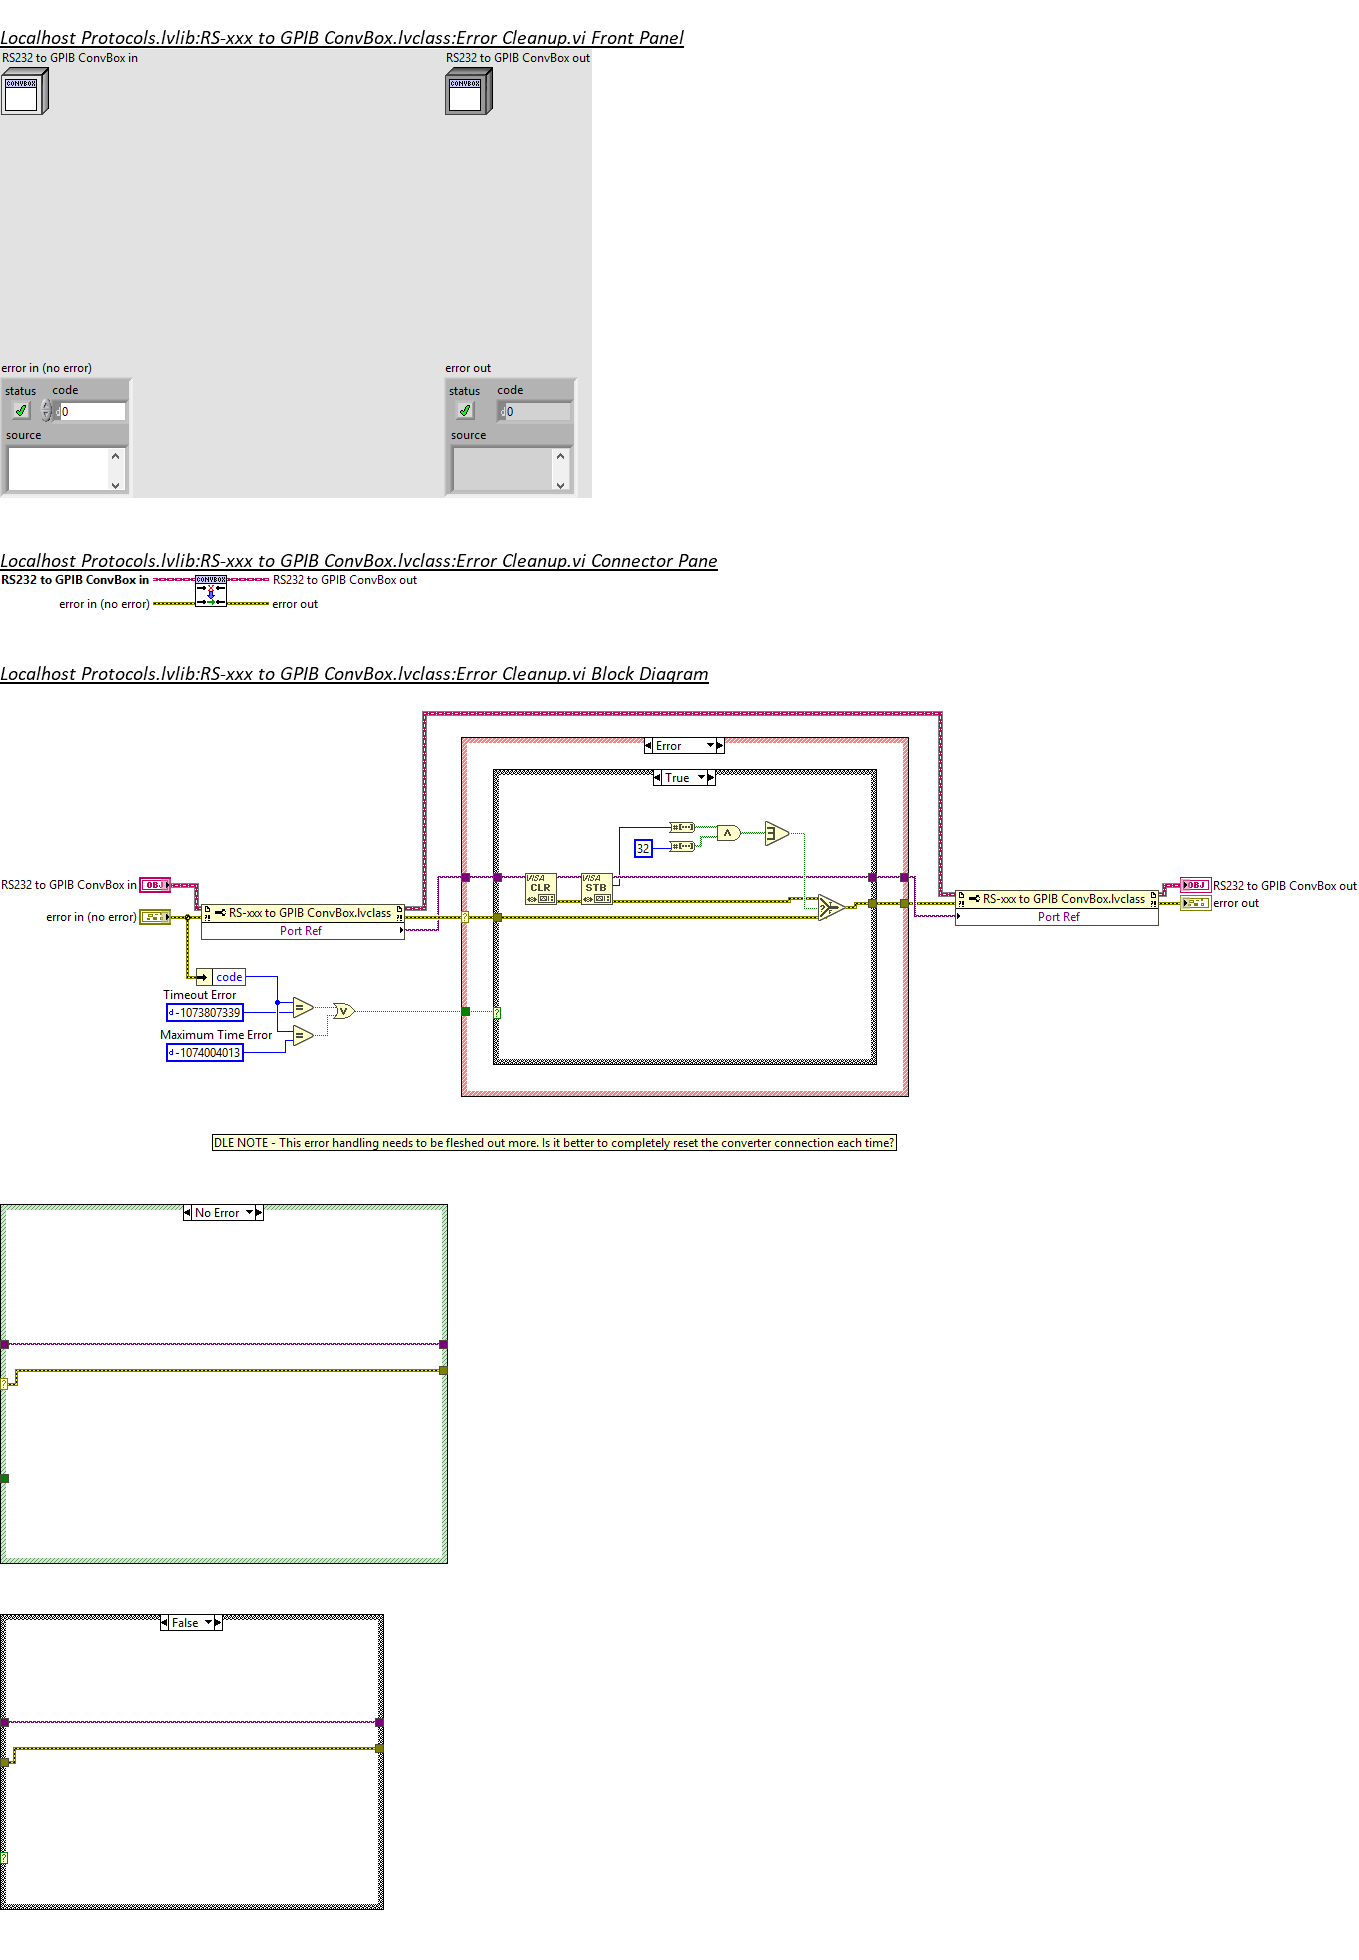 Localhost Protocols.lvlib:RS-xxx to GPIB ConvBox.lvclass:Error Cleanup.vi Front Panel
RS232 to GPIB ConvBox in
RS232 to GPIB ConvBox out
CONVBOX
CONVBOX
error in (no error)
error out
status code
status code
d 0
d 0
source
source
Localhost Protocols.lvlib:RS-xxx to GPIB ConvBox.lvclass:Error Cleanup.vi Connector Pane
RS232 to GPIB ConvBox in
CONVBOX
RS232 to GPIB ConvBox out
error in (no error)
error out
Localhost Protocols.lvlib:RS-xxx to GPIB ConvBox.lvclass:Error Cleanup.vi Block Diagram
Error
True
32
VISA
CLR
VISA
STB
RS232 to GPIB ConvBox in
OBJ
error in (no error)
RS-xxx to GPIB ConvBox.lvclass
Port Ref
RS-xxx to GPIB ConvBox.lvclass
Port Ref
OBJ
RS232 to GPIB ConvBox out
error out
code
Timeout Error
d -1073807339
Maximum Time Error
d -1074004013
DLE NOTE - This error handling needs to be fleshed out more. Is it better to completely reset the converter connection each time?
No Error
False